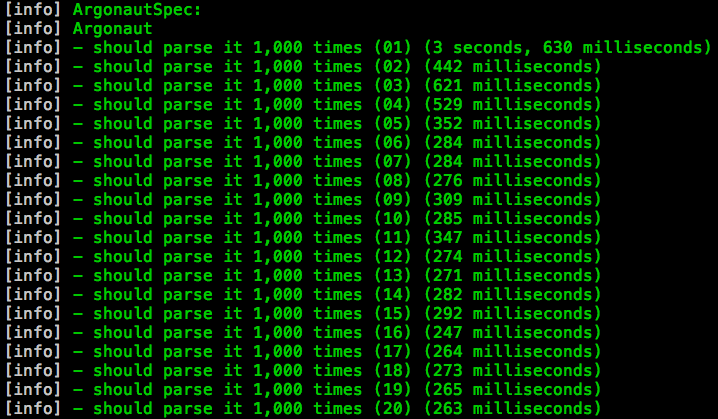 [info] ArgonautSpec:
[info] Argonaut
[info] – should parse it 1,000 times (01) (3 seconds, 630 milliseconds)
[info] – should parse it 1,000 times (02) (442 milliseconds)
[info] – should parse it 1,000 times (03) (621 milliseconds)
[info] – should parse it 1,000 times (04) (529 milliseconds)
[info] – should parse it 1,000 times (05) (352 milliseconds)
[info] – should parse it 1,000 times (06) (284 milliseconds)
[info] – should parse it 1,000 times (07) (284 milliseconds)
[info] – should parse it 1,000 times (08) (276 milliseconds)
[info] – should parse it 1,000 times (09) (309 milliseconds)
[info] – should parse it 1,000 times (10) (285 milliseconds)
[info] – should parse it 1,000 times (11) (347 milliseconds)
[info] – should parse it 1,000 times (12) (274 milliseconds)
[info] – should parse it 1,000 times (13) (271 milliseconds)
[info] – should parse it 1,000 times (14) (282 milliseconds)
[info] – should parse it 1,000 times (15) (292 milliseconds)
[info] – should parse it 1,000 times (16) (247 milliseconds)
[info] – should parse it 1,000 times (17) (264 milliseconds)
[info] – should parse it 1,000 times (18) (273 milliseconds)
[info] – should parse it 1,000 times (19) (265 milliseconds)
[info] – should parse it 1,000 times (20) (263 milliseconds)